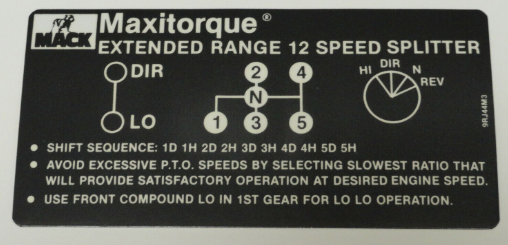 MACK
Maxitorque®
EXTENDED RANGE 12 SPEED SPLITTER
DIR
LO
2 4
N
1 3 5
HI DIR N REV
9RJ44M3
• SHIFT SEQUENCE: 1D 1H 2D 2H 3D 3H 4D 4H 5D 5H
• AVOID EXCESSIVE P.T.O. SPEEDS BY SELECTING SLOWEST RATIO THAT
WILL PROVIDE SATISFACTORY OPERATION AT DESIRED ENGINE SPEED.
• USE FRONT COMPOUND LO IN 1ST GEAR FOR LO LO OPERATION.